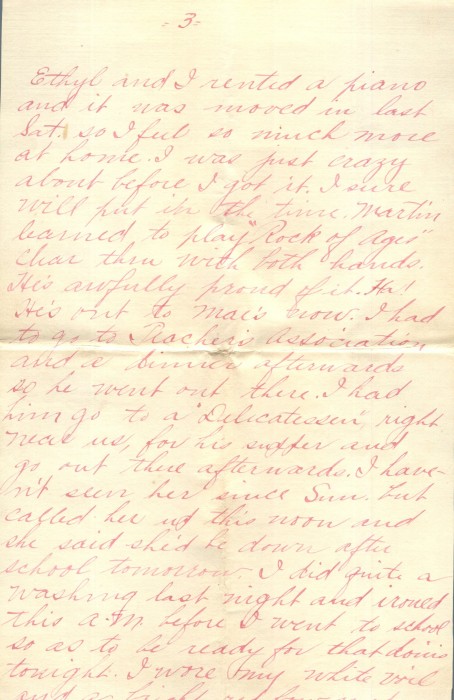 - 3 -
Ethyl and I rented a piano
and it was moved in last
Sat. so I feel so much more
at home. I was just crazy
about before I got it. I sure
will put in the time. Martin
learned to play "Rock of Ages"
clear thru with both hands.
He's awfully proud of it. Ha!
He's out to Mae's now. I had
to go to Teacher's Association
and a dinner afterwards
so he went out there. I had
him go to a "Delicatessen" right
near us, for his supper and
go out there afterwards. I have-
n't seen her since Sun. but
called her up this noon and
she said she'd be down after
school tomorrow. I did quite a
washing last night and ironed
this a.m. before I went to school
so as to be ready for that doins
tonight. I wore my white voil
and a